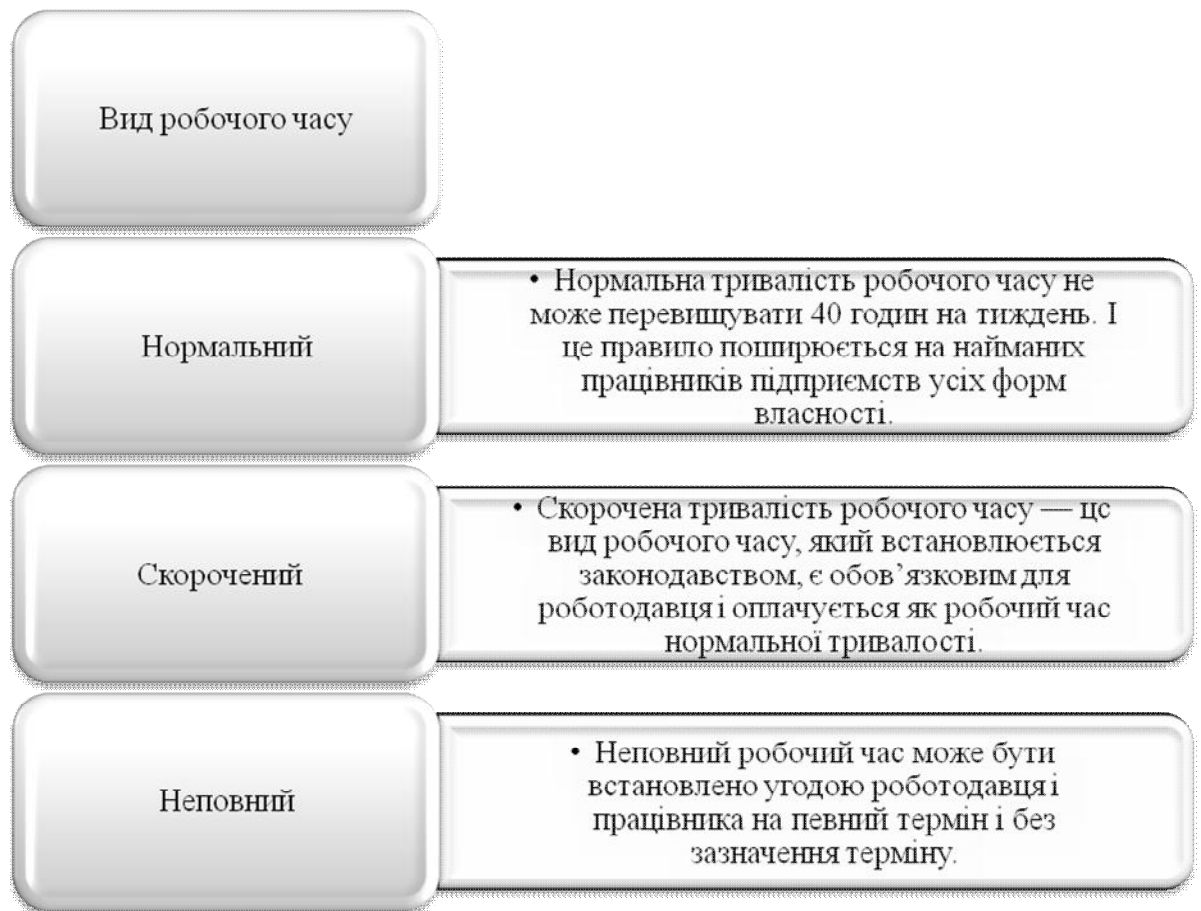 Вид робочого часу
Нормальний
• Нормальна тривалість робочого часу не
може перевищувати 40 годин на тиждень. І
це правило поширюється на найманих
працівників підприємств усіх форм
власності.
Скорочений
• Скорочена тривалість робочого часу — це
вид робочого часу, який встановлюється
законодавством, є обов’язковим для
роботодавця і оплачується як робочий час
нормальної тривалості.
Неповний
• Неповний робочий час може бути
встановлено угодою роботодавця і
працівника на певний термін і без
зазначення терміну.